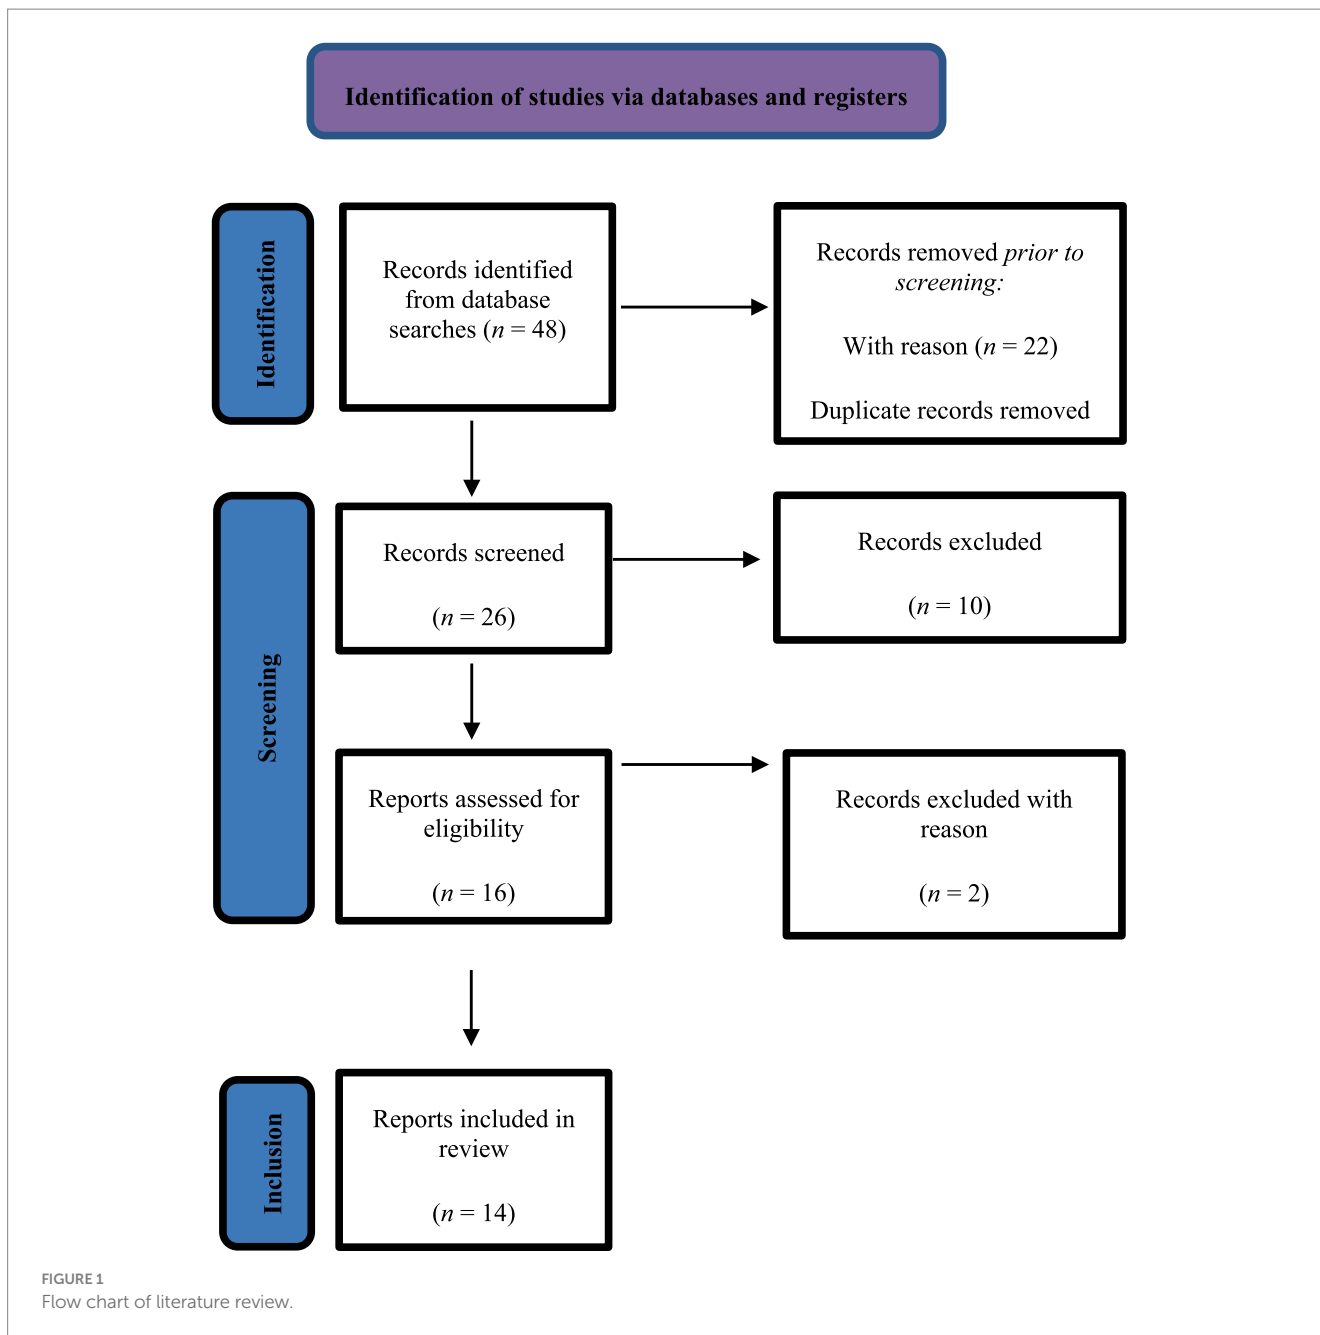 Identification of studies via databases and registers
Identification
Records identified
from database
searches (n = 48)
Records removed prior to
screening:
With reason (n = 22)
Duplicate records removed
Screening
Records screened
(n = 26)
Records excluded
(n = 10)
Reports assessed for
eligibility
(n = 16)
Records excluded with
reason
(n = 2)
Inclusion
Reports included in
review
(n = 14)
FIGURE 1
Flow chart of literature review.